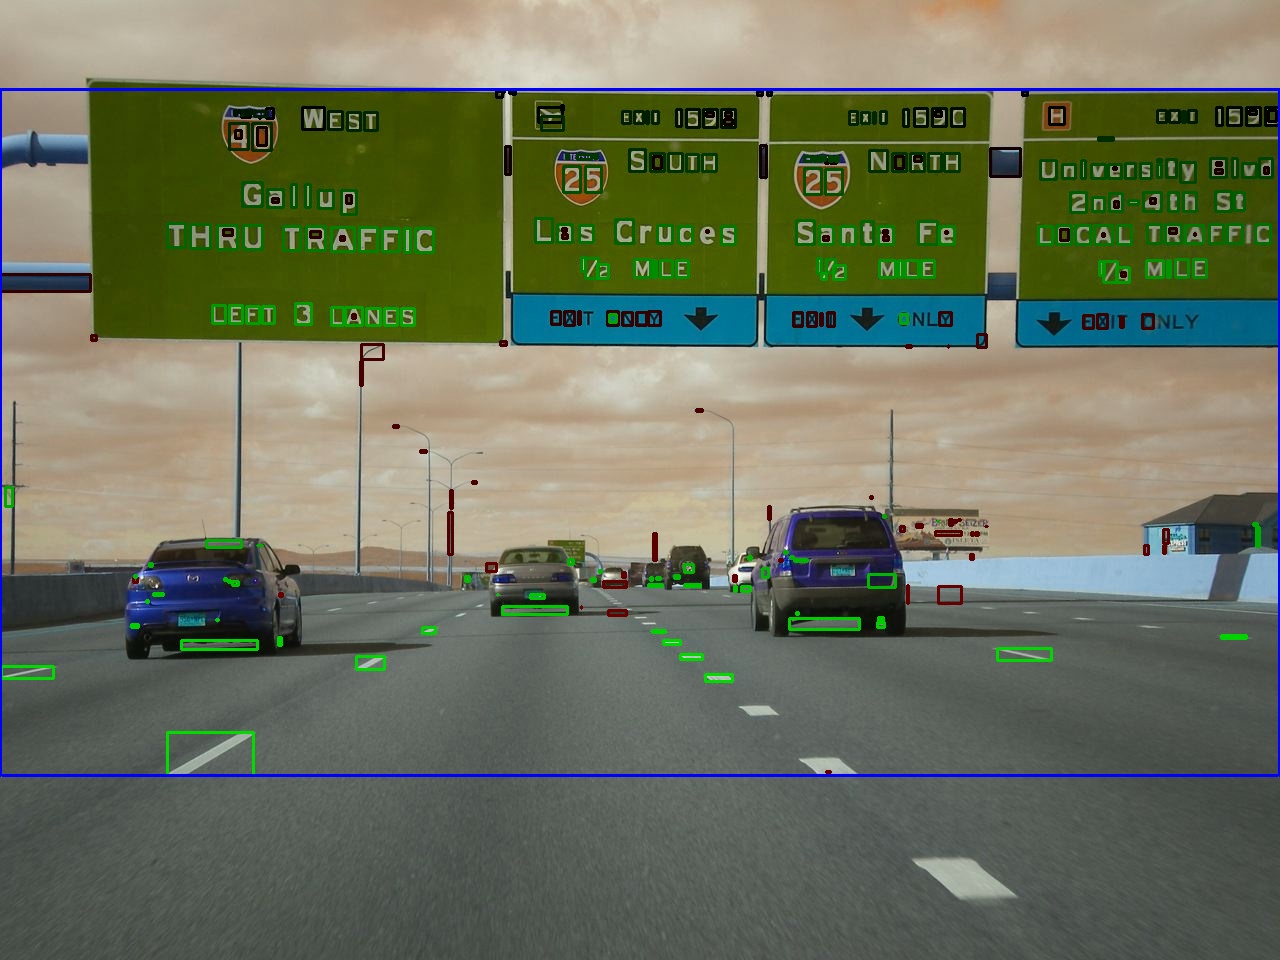 40 WEST
Gallup
THRU TRAFFIC
LEFT 3 LANES
EXIT 159B
25 SOUTH
Las Cruces
1/2 MILE
EXIT ONLY
EXIT 159C
25 NORTH
Santa Fe
1/2 MILE
EXIT ONLY
H EXIT 159D
University Blvd
2nd-4th St
LOCAL TRAFFIC
1/4 MILE
EXIT ONLY